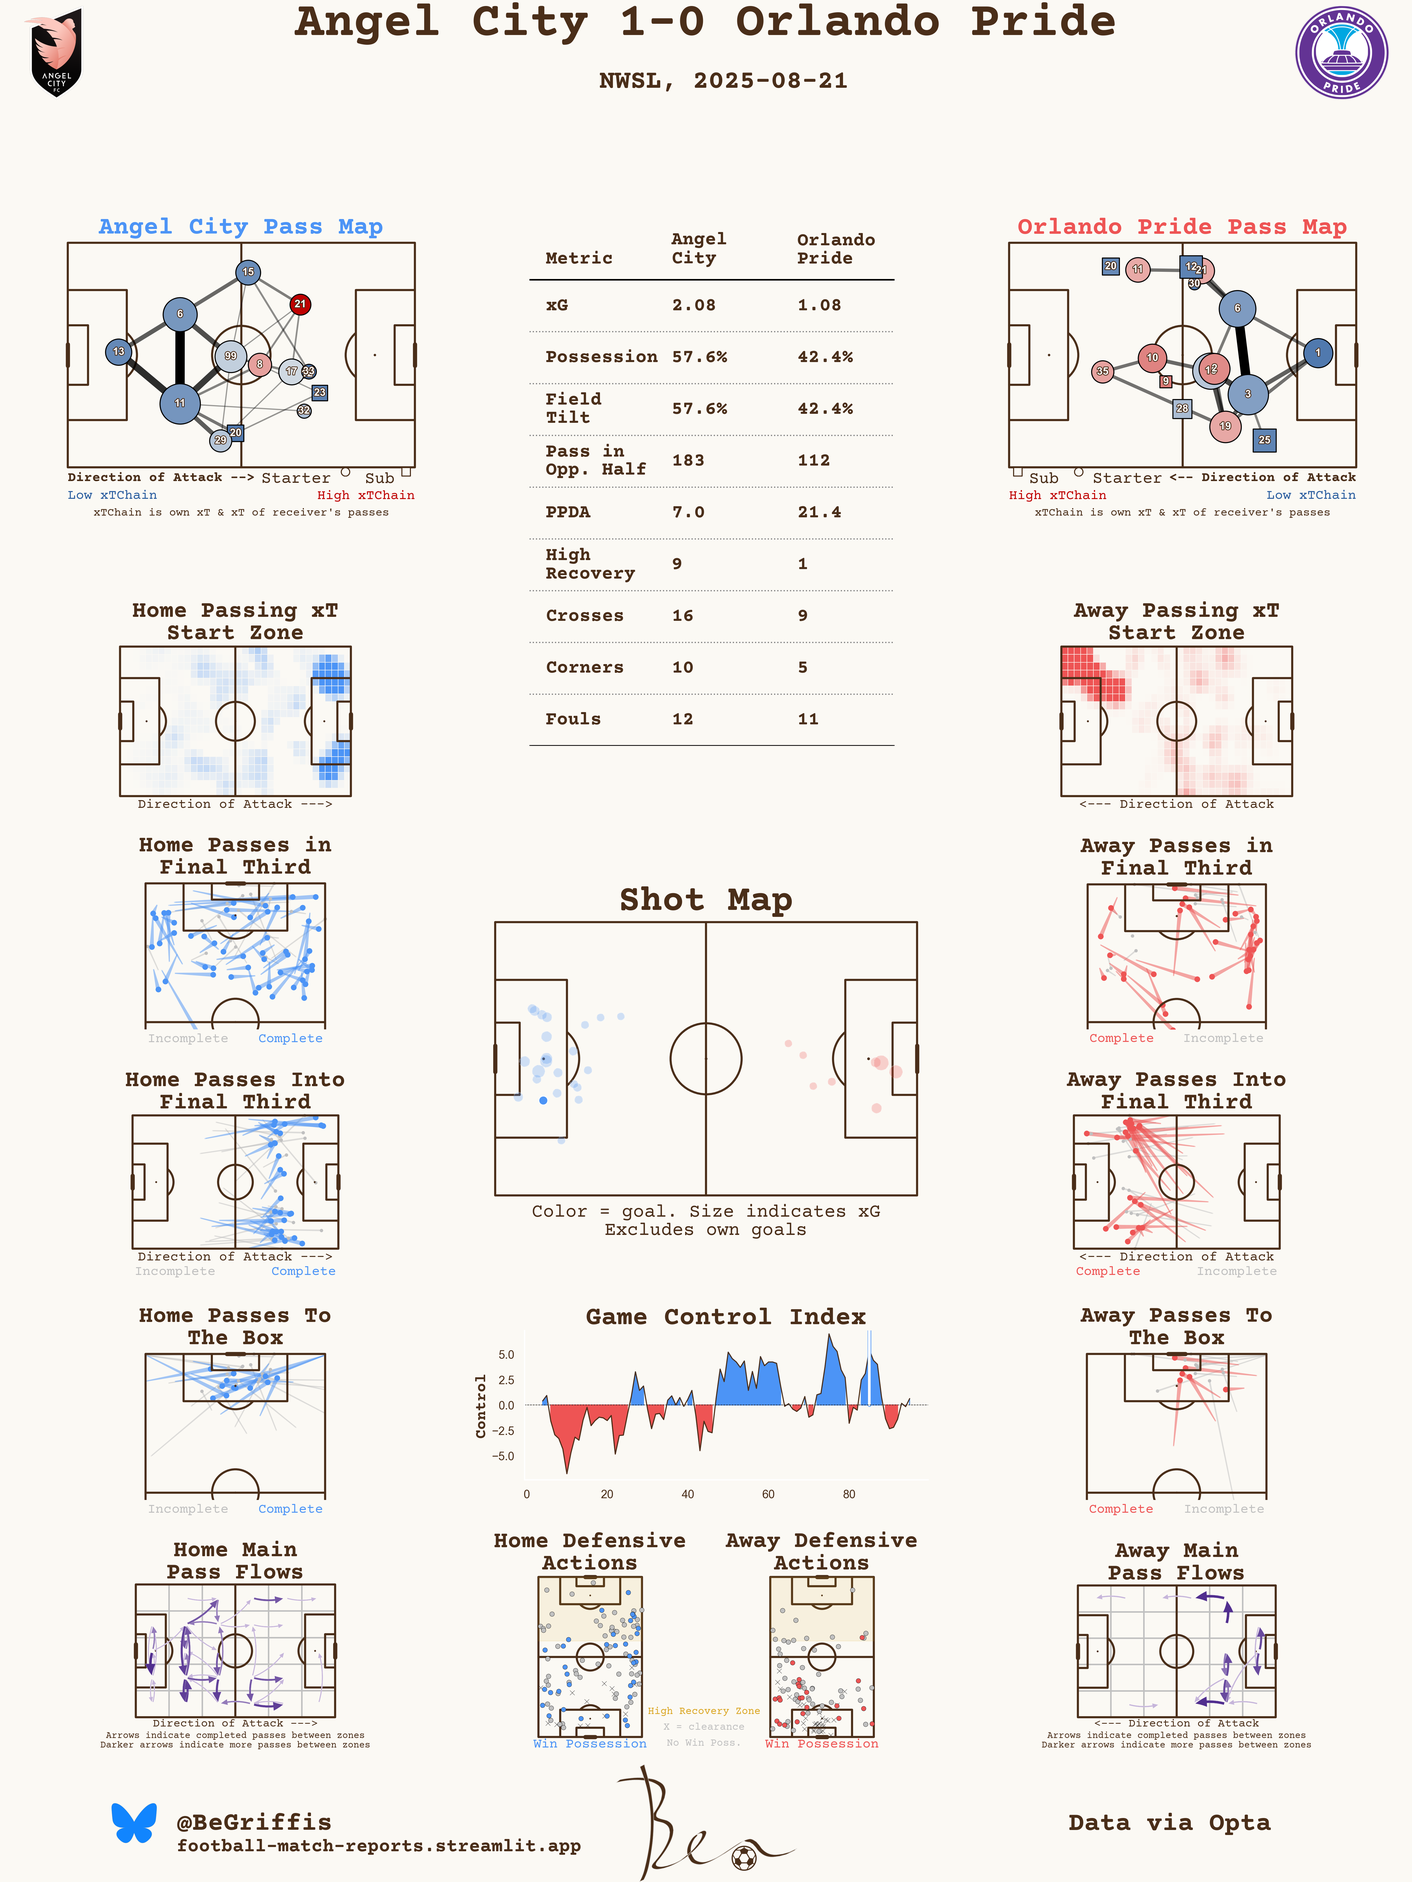 Angel City 1-0 Orlando Pride
NWSL, 2025-08-21
ANGEL
CITY
FC
ORLANDO
PRIDE
Angel City Pass Map
15
21
6
13
99
8
17
33
23
11
32
20
29
Direction of Attack --> Starter Sub
Low xTChain High xTChain
xTChain is own xT & xT of receiver's passes
Metric Angel City Orlando Pride
xG 2.08 1.08
Possession 57.6% 42.4%
Field Tilt 57.6% 42.4%
Pass in Opp. Half 183 112
PPDA 7.0 21.4
High Recovery 9 1
Crosses 16 9
Corners 10 5
Fouls 12 11
Orlando Pride Pass Map
20
11
12
21
30
6
1
10
35
9
2
3
28
19
25
Sub Starter <-- Direction of Attack
High xTChain Low xTChain
xTChain is own xT & xT of receiver's passes
Home Passing xT
Start Zone
Direction of Attack --->
Away Passing xT
Start Zone
<--- Direction of Attack
Home Passes in
Final Third
Incomplete Complete
Away Passes in
Final Third
Complete Incomplete
Shot Map
Color = goal. Size indicates xG
Excludes own goals
Home Passes Into
Final Third
Direction of Attack --->
Incomplete Complete
Away Passes Into
Final Third
<--- Direction of Attack
Complete Incomplete
Home Passes To
The Box
Incomplete Complete
Game Control Index
Control
5.0
2.5
0.0
−2.5
−5.0
0 20 40 60 80
Away Passes To
The Box
Complete Incomplete
Home Main
Pass Flows
Direction of Attack --->
Arrows indicate completed passes between zones
Darker arrows indicate more passes between zones
Home Defensive
Actions
Win Possession
Away Defensive
Actions
Win Possession
High Recovery Zone
X = clearance
No Win Poss.
Away Main
Pass Flows
<--- Direction of Attack
Arrows indicate completed passes between zones
Darker arrows indicate more passes between zones
@BeGriffis
football-match-reports.streamlit.app
Ben
Data via Opta